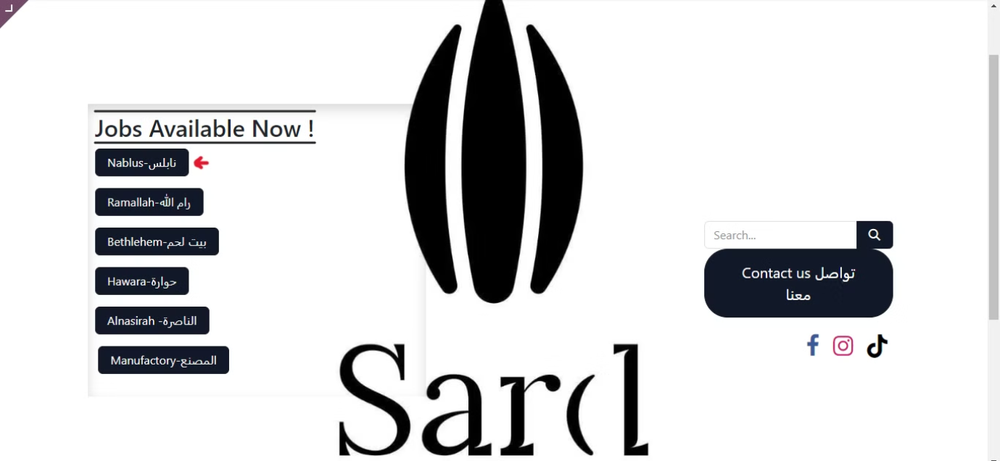 Jobs Available Now !
Nablus-نابلس
Ramallah-رام الله
Bethlehem-بيت لحم
Hawara-حوارة
Alnasirah -الناصرة
Manufactory-المصنع
Search...
Contact us تواصل
معنا
Sard